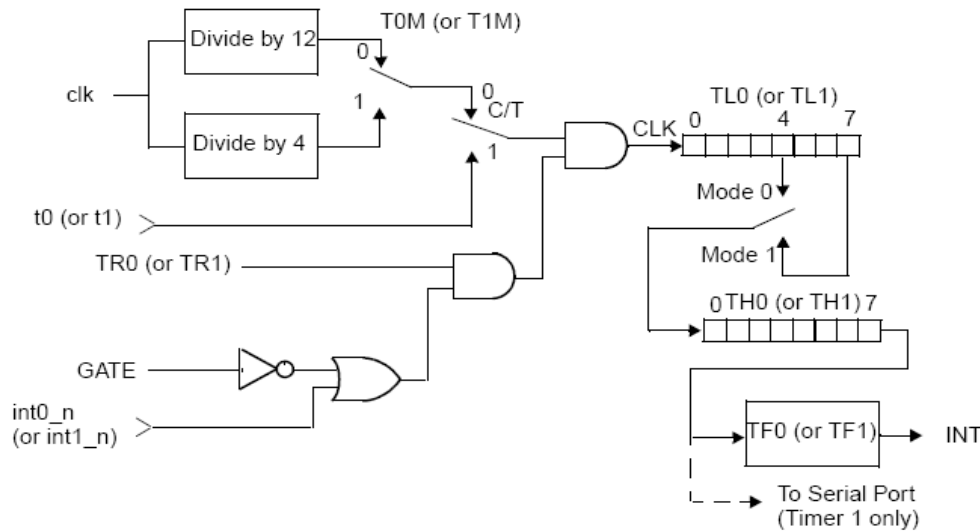 T0M (or T1M)
Divide by 12
0
clk
1
0
C/T
1
Divide by 4
t0 (or t1)
TR0 (or TR1)
GATE
int0_n
(or int1_n)
CLK
TL0 (or TL1)
0 4 7
Mode 0
Mode 1
0 TH0 (or TH1) 7
TF0 (or TF1)
INT
To Serial Port
(Timer 1 only)